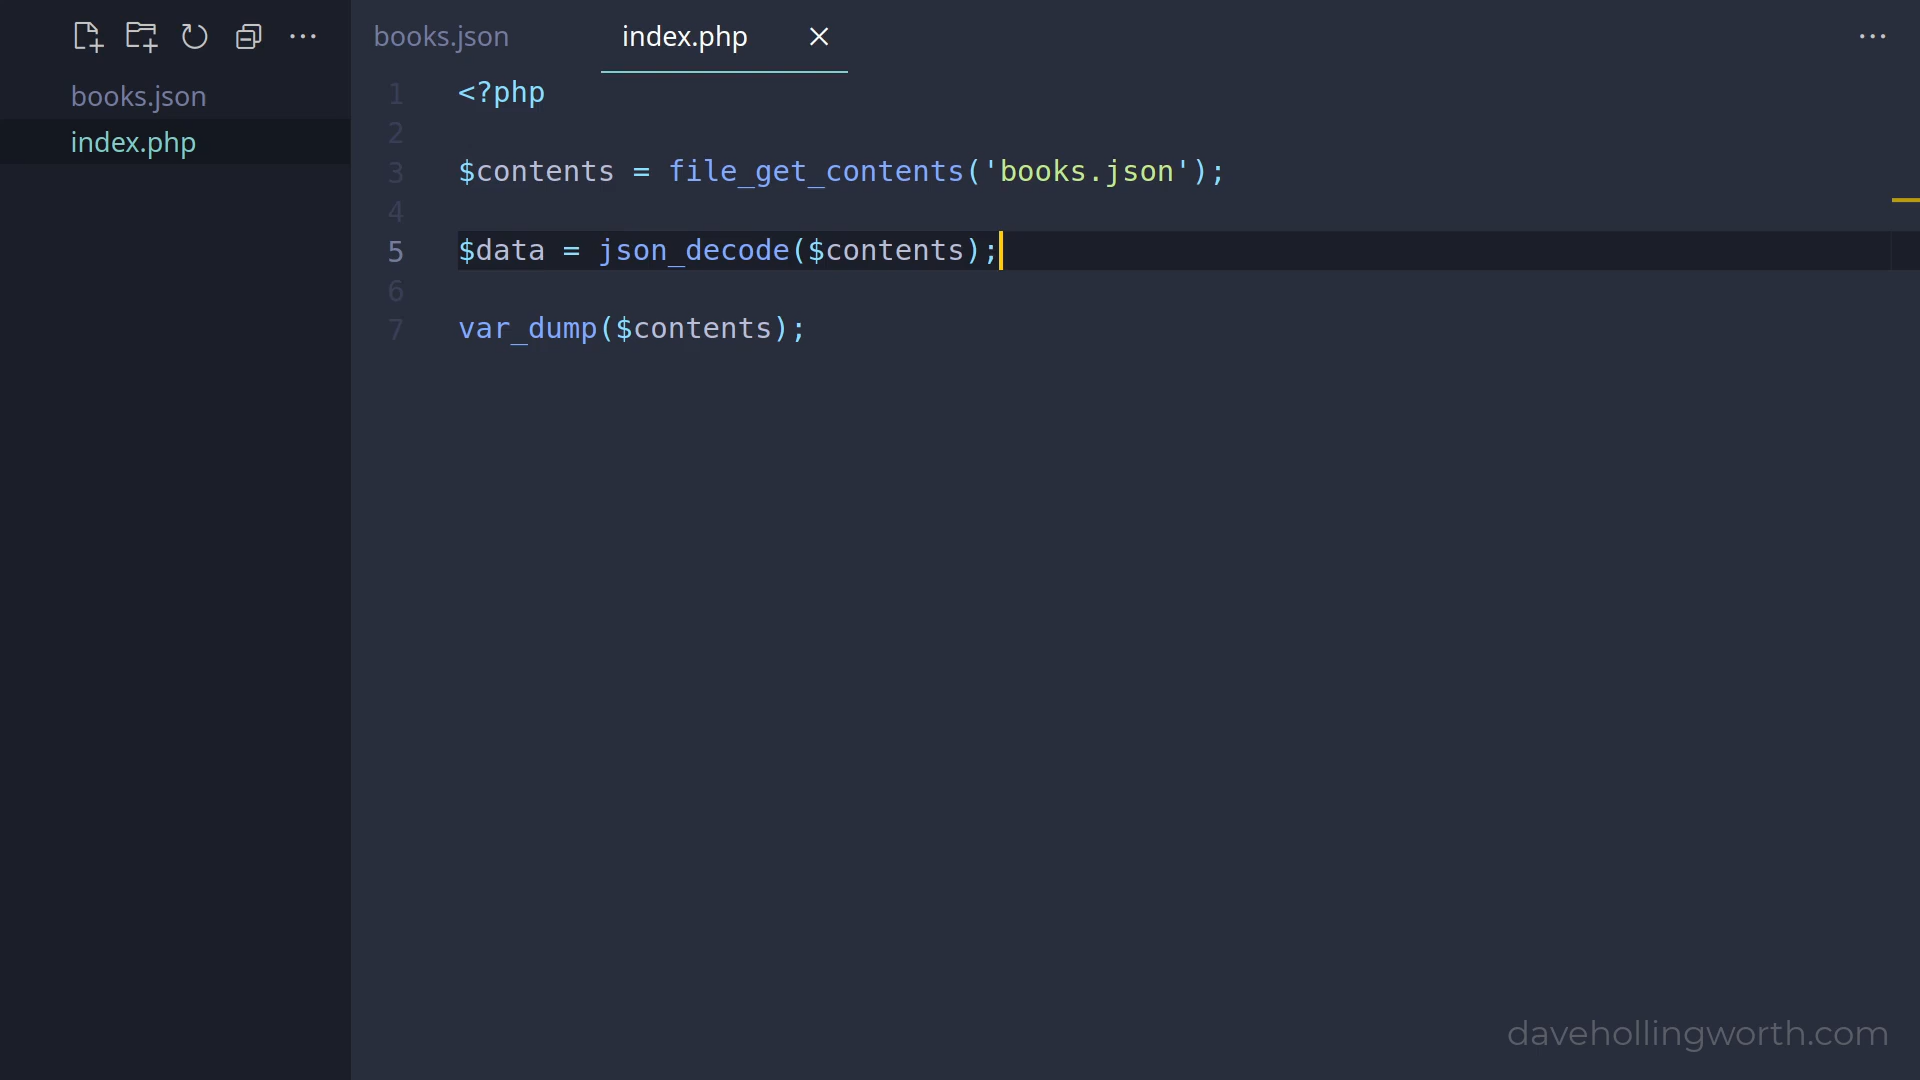 books.json
index.php
books.json
index.php
1 <?php
2
3 $contents = file_get_contents('books.json');
4
5 $data = json_decode($contents);
6
7 var_dump($contents);
davehollingworth.com